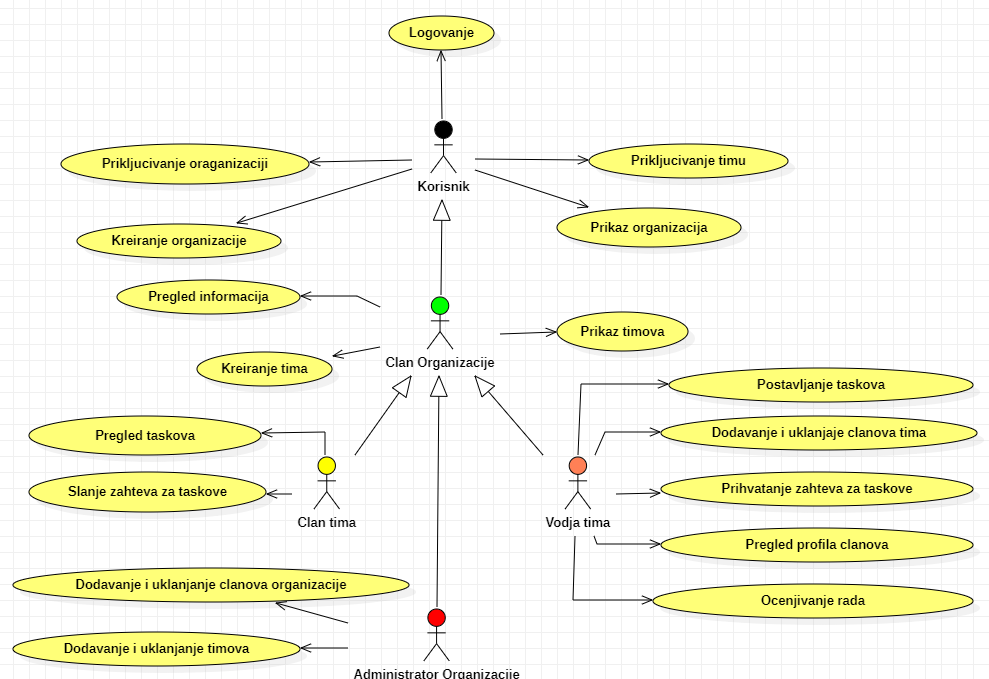 Logovanje
Prikljucivanje oraganizaciji
Prikljucivanje timu
Korisnik
Kreiranje organizacije
Prikaz organizacija
Pregled informacija
Prikaz timova
Clan Organizacije
Kreiranje tima
Postavljanje taskova
Pregled taskova
Dodavanje i uklanjaje clanova tima
Slanje zahteva za taskove
Prihvatanje zahteva za taskove
Clan tima
Vodja tima
Pregled profila clanova
Dodavanje i uklanjanje clanova organizacije
Ocenjivanje rada
Dodavanje i uklanjanje timova
Administrator Organizacije